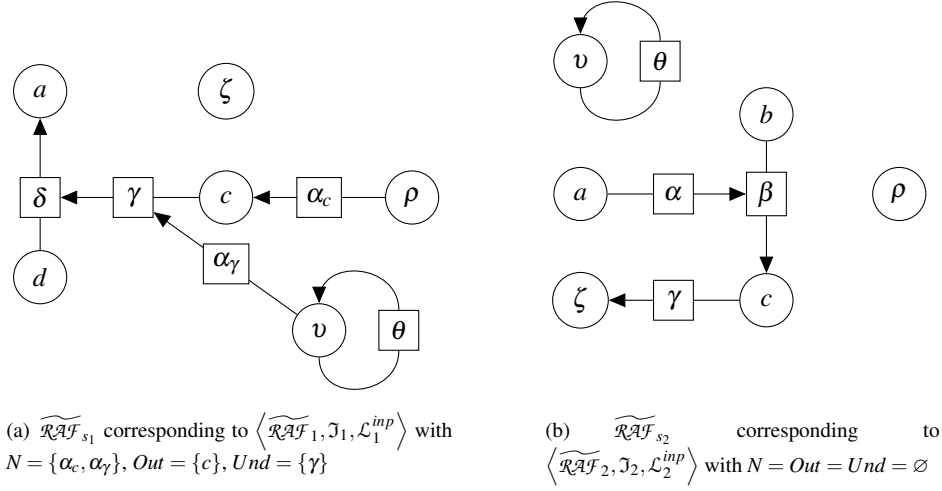 a
ζ
δ
γ
c
α_c
ρ
α_γ
d
υ
θ
(a) \widetilde{RAF}_{s_1} corresponding to ⟨\widetilde{RAF}_1, ℑ_1, ℒ_1^{inp}⟩ with
N = {α_c, α_γ}, Out = {c}, Und = {γ}
υ
θ
b
a
α
β
ρ
ζ
γ
c
(b) \widetilde{RAF}_{s_2} corresponding to
⟨\widetilde{RAF}_2, ℑ_2, ℒ_2^{inp}⟩ with N = Out = Und = ∅